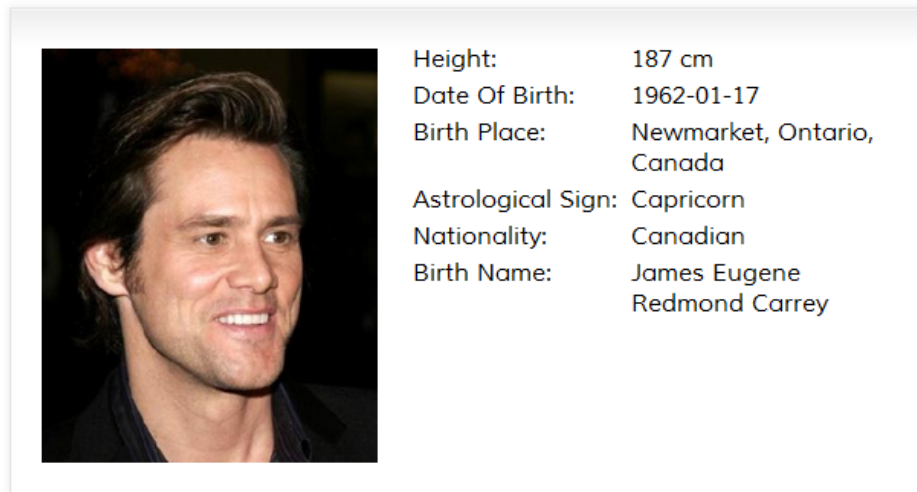 Height: 187 cm
Date Of Birth: 1962-01-17
Birth Place: Newmarket, Ontario,
Canada
Astrological Sign: Capricorn
Nationality: Canadian
Birth Name: James Eugene
Redmond Carrey